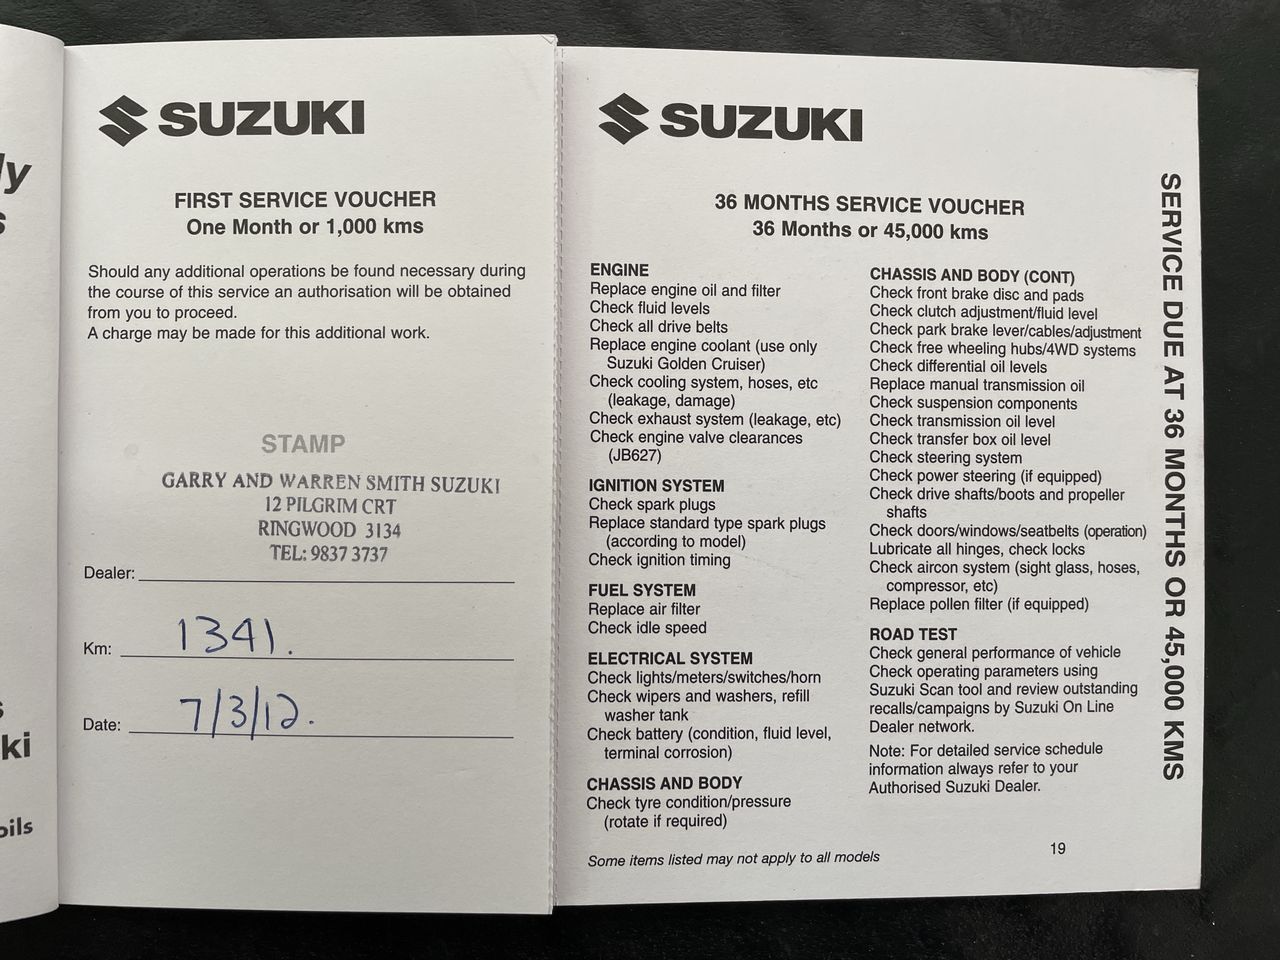 ly
s
s
ki
oils
SUZUKI
FIRST SERVICE VOUCHER
One Month or 1,000 kms
Should any additional operations be found necessary during
the course of this service an authorisation will be obtained
from you to proceed.
A charge may be made for this additional work.
STAMP
GARRY AND WARREN SMITH SUZUKI
12 PILGRIM CRT
RINGWOOD 3134
TEL: 9837 3737
Dealer:
Km: 1341.
Date: 7/3/12.
SUZUKI
36 MONTHS SERVICE VOUCHER
36 Months or 45,000 kms
ENGINE
Replace engine oil and filter
Check fluid levels
Check all drive belts
Replace engine coolant (use only
Suzuki Golden Cruiser)
Check cooling system, hoses, etc
(leakage, damage)
Check exhaust system (leakage, etc)
Check engine valve clearances
(JB627)
IGNITION SYSTEM
Check spark plugs
Replace standard type spark plugs
(according to model)
Check ignition timing
FUEL SYSTEM
Replace air filter
Check idle speed
ELECTRICAL SYSTEM
Check lights/meters/switches/horn
Check wipers and washers, refill
washer tank
Check battery (condition, fluid level,
terminal corrosion)
CHASSIS AND BODY
Check tyre condition/pressure
(rotate if required)
CHASSIS AND BODY (CONT)
Check front brake disc and pads
Check clutch adjustment/fluid level
Check park brake lever/cables/adjustment
Check free wheeling hubs/4WD systems
Check differential oil levels
Replace manual transmission oil
Check suspension components
Check transmission oil level
Check transfer box oil level
Check steering system
Check power steering (if equipped)
Check drive shafts/boots and propeller
shafts
Check doors/windows/seatbelts (operation)
Lubricate all hinges, check locks
Check aircon system (sight glass, hoses,
compressor, etc)
Replace pollen filter (if equipped)
ROAD TEST
Check general performance of vehicle
Check operating parameters using
Suzuki Scan tool and review outstanding
recalls/campaigns by Suzuki On Line
Dealer network.
Note: For detailed service schedule
information always refer to your
Authorised Suzuki Dealer.
Some items listed may not apply to all models
19
SERVICE DUE AT 36 MONTHS OR 45,000 KMS